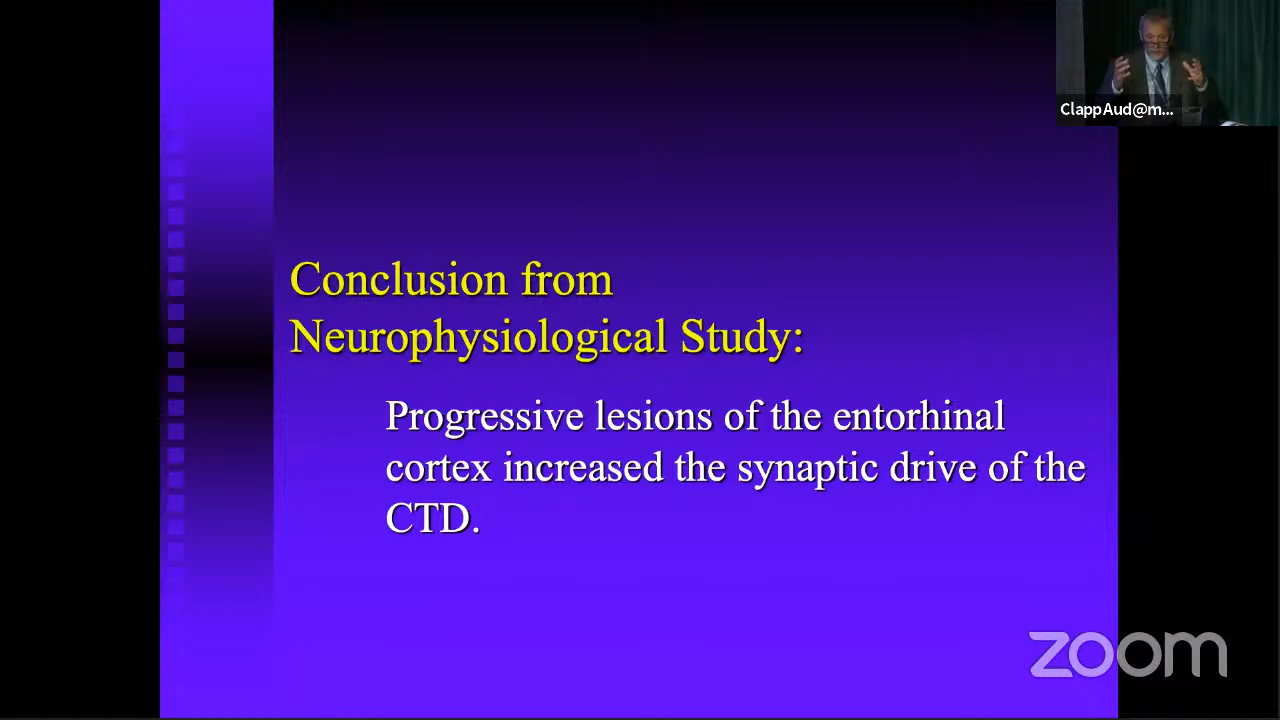 ClappAud@m...
Conclusion from
Neurophysiological Study:
Progressive lesions of the entorhinal
cortex increased the synaptic drive of the
CTD.
zoom